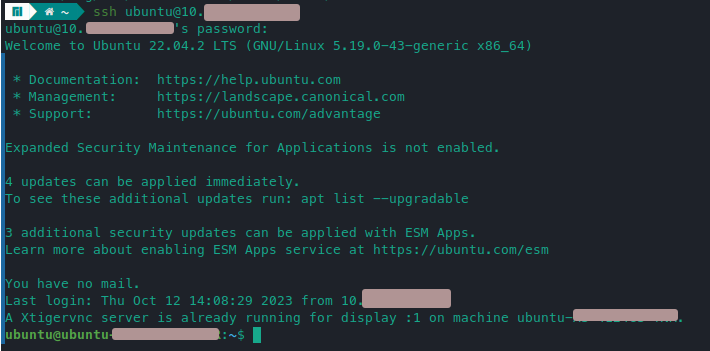 ~ ssh ubuntu@10.
ubuntu@10. 's password:
Welcome to Ubuntu 22.04.2 LTS (GNU/Linux 5.19.0-43-generic x86_64)
* Documentation: https://help.ubuntu.com
* Management: https://landscape.canonical.com
* Support: https://ubuntu.com/advantage
Expanded Security Maintenance for Applications is not enabled.
4 updates can be applied immediately.
To see these additional updates run: apt list --upgradable
3 additional security updates can be applied with ESM Apps.
Learn more about enabling ESM Apps service at https://ubuntu.com/esm
You have no mail.
Last login: Thu Oct 12 14:08:29 2023 from 10.
A Xtigervnc server is already running for display :1 on machine ubuntu-
ubuntu@ubuntu- :~$